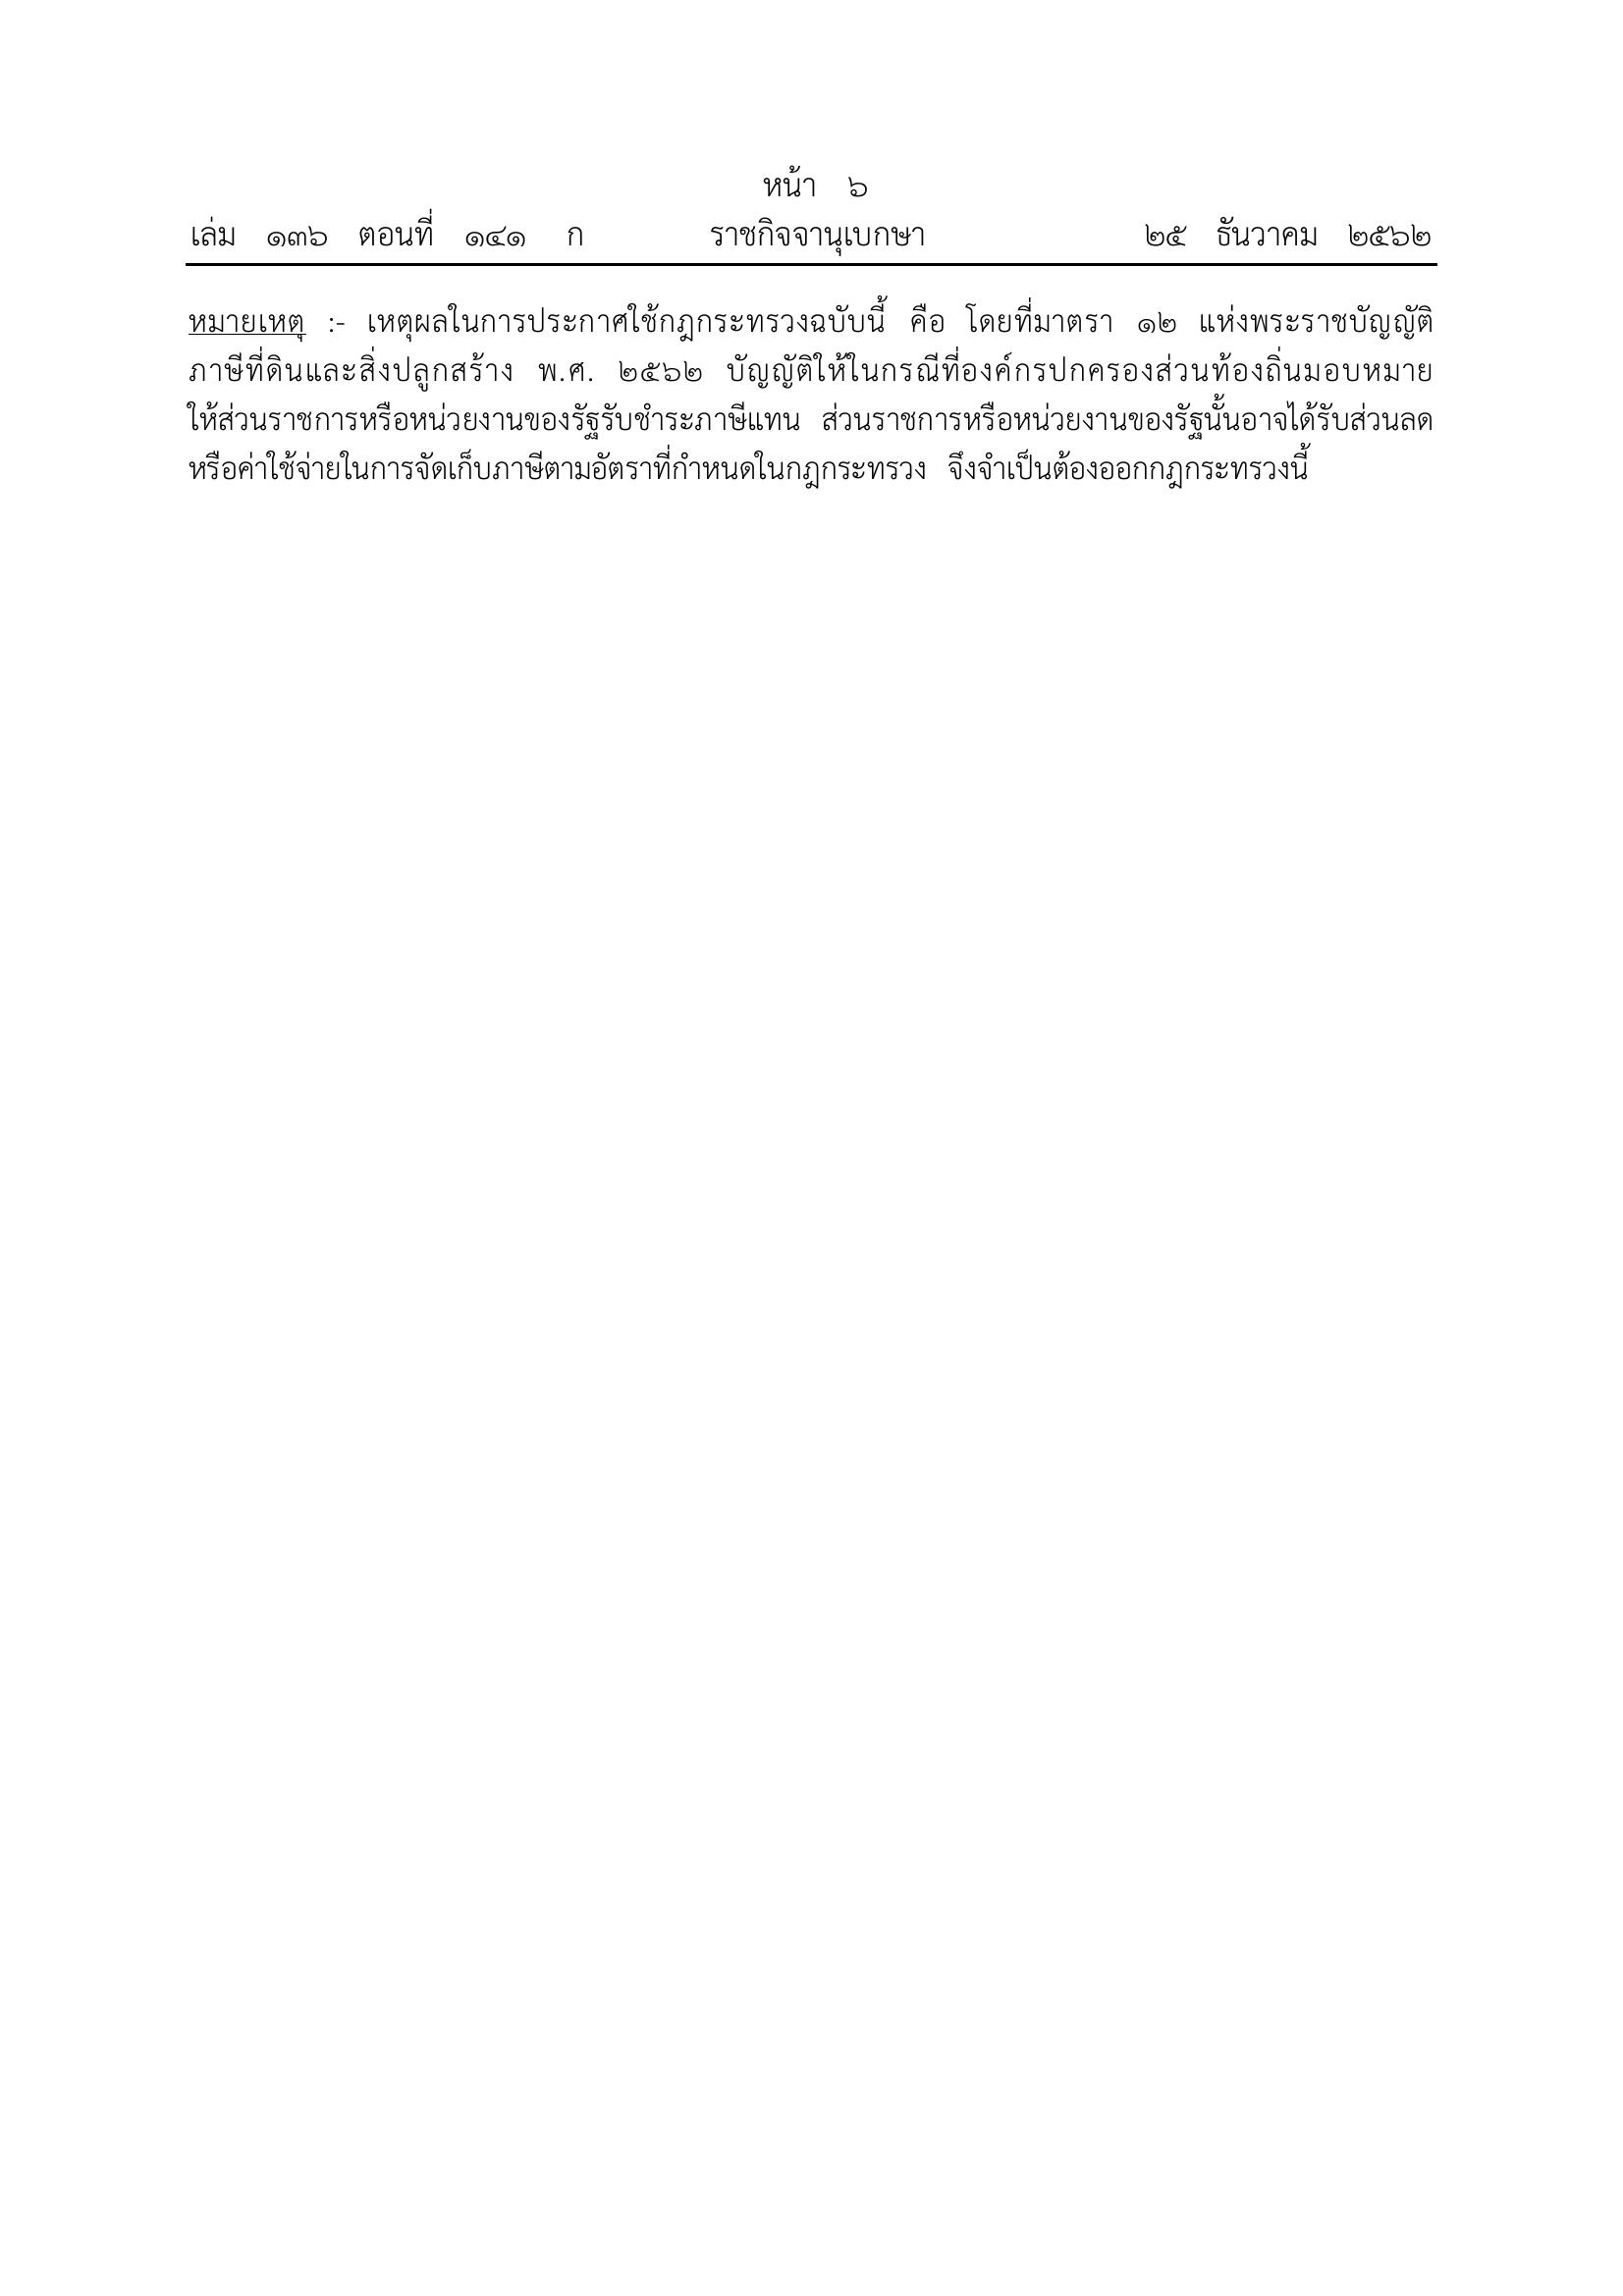 หน้า ๖
เล่ม ๑๓๖ ตอนที่ ๑๔๑ ก ราชกิจจานุเบกษา ๒๕ ธันวาคม ๒๕๖๒
หมายเหตุ :- เหตุผลในการประกาศใช้กฎกระทรวงฉบับนี้ คือ โดยที่มาตรา ๑๒ แห่งพระราชบัญญัติ
ภาษีที่ดินและสิ่งปลูกสร้าง พ.ศ. ๒๕๖๒ บัญญัติให้ในกรณีที่องค์กรปกครองส่วนท้องถิ่นมอบหมาย
ให้ส่วนราชการหรือหน่วยงานของรัฐรับชำระภาษีแทน ส่วนราชการหรือหน่วยงานของรัฐนั้นอาจได้รับส่วนลด
หรือค่าใช้จ่ายในการจัดเก็บภาษีตามอัตราที่กำหนดในกฎกระทรวง จึงจำเป็นต้องออกกฎกระทรวงนี้